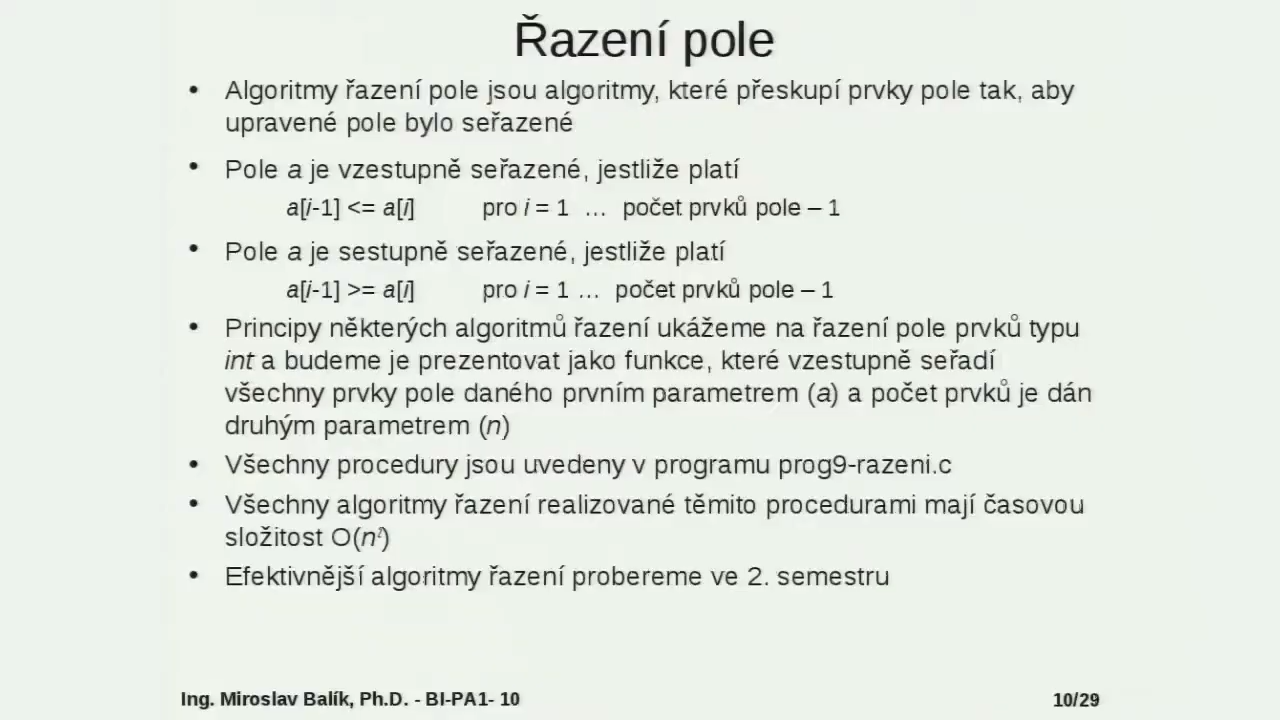 Řazení pole
• Algoritmy řazení pole jsou algoritmy, které přeskupí prvky pole tak, aby
upravené pole bylo seřazené
• Pole a je vzestupně seřazené, jestliže platí
a[i-1] <= a[i] pro i = 1 … počet prvků pole – 1
• Pole a je sestupně seřazené, jestliže platí
a[i-1] >= a[i] pro i = 1 … počet prvků pole – 1
• Principy některých algoritmů řazení ukážeme na řazení pole prvků typu
int a budeme je prezentovat jako funkce, které vzestupně seřadí
všechny prvky pole daného prvním parametrem (a) a počet prvků je dán
druhým parametrem (n)
• Všechny procedury jsou uvedeny v programu prog9-razeni.c
• Všechny algoritmy řazení realizované těmito procedurami mají časovou
složitost O(n²)
• Efektivnější algoritmy řazení probereme ve 2. semestru
Ing. Miroslav Balík, Ph.D. - BI-PA1- 10 10/29